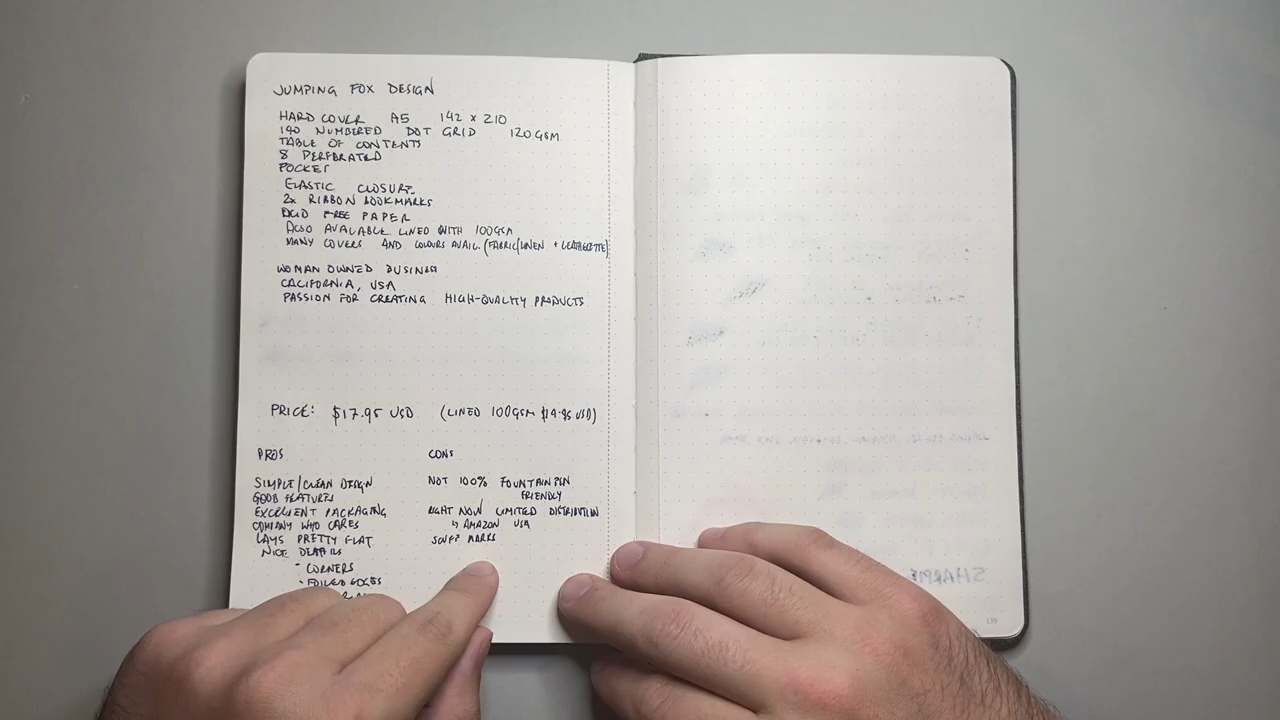 JUMPING FOX DESIGN
HARD COVER A5 142 x 210
140 NUMBERED DOT GRID 120GSM
TABLE OF CONTENTS
8 PERFORATED
POCKET
ELASTIC CLOSURE
2x RIBBON BOOKMARKS
ACID FREE PAPER
ALSO AVAILABLE LINED WITH 100GSM
MANY COVERS AND COLOURS AVAIL. (FABRIC/LINEN + LEATHERETTE)
WOMAN OWNED BUSINESS
CALIFORNIA, USA
PASSION FOR CREATING HIGH-QUALITY PRODUCTS
PRICE: $17.95 USD (LINED 100GSM $19.95 USD)
PROS
SIMPLE/CLEAN DESIGN
GOOD FEATURES
EXCELLENT PACKAGING
COMPANY WHO CARES
LAYS PRETTY FLAT
NICE DETAILS
- CORNERS
- FOILED EDGES
CONS
NOT 100% FOUNTAIN PEN
FRIENDLY
RIGHT NOW LIMITED DISTRIBUTION
↳ AMAZON USA
SCUFF MARKS
SHARPIE
139